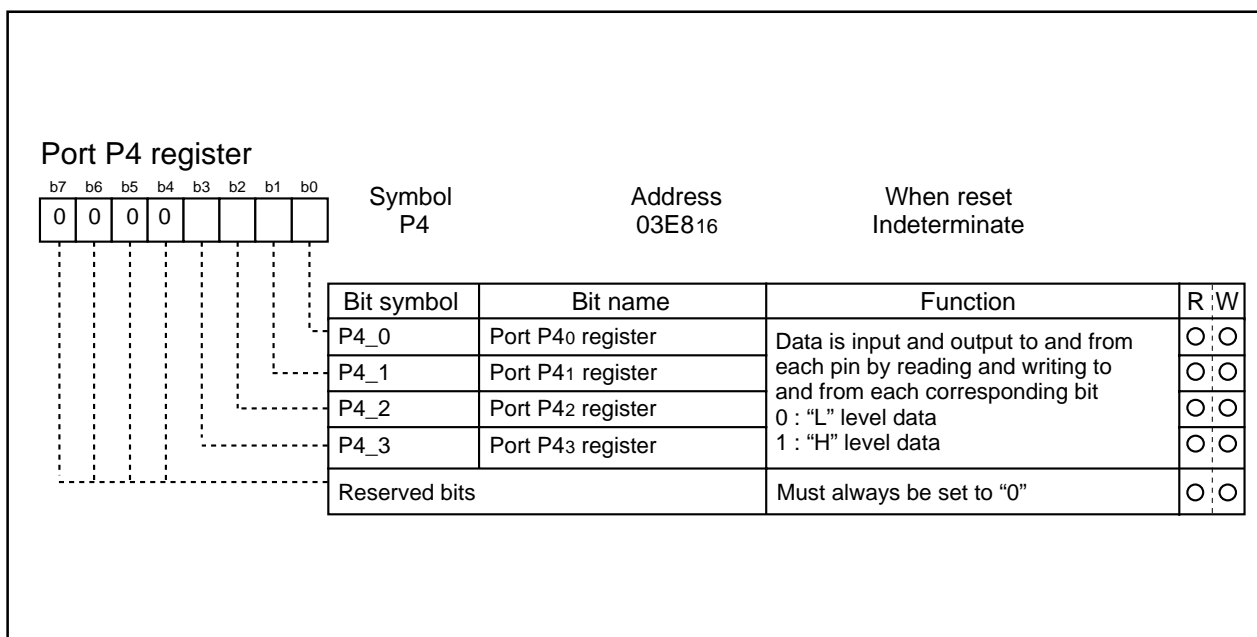 Port P4 register
b7 b6 b5 b4 b3 b2 b1 b0
0 0 0 0
Symbol Address When reset
P4 03E816 Indeterminate
Bit symbol Bit name Function R W
P4_0 Port P40 register
P4_1 Port P41 register
P4_2 Port P42 register
P4_3 Port P43 register
Data is input and output to and from
each pin by reading and writing to
and from each corresponding bit
0 : “L” level data
1 : “H” level data
Reserved bits Must always be set to “0”